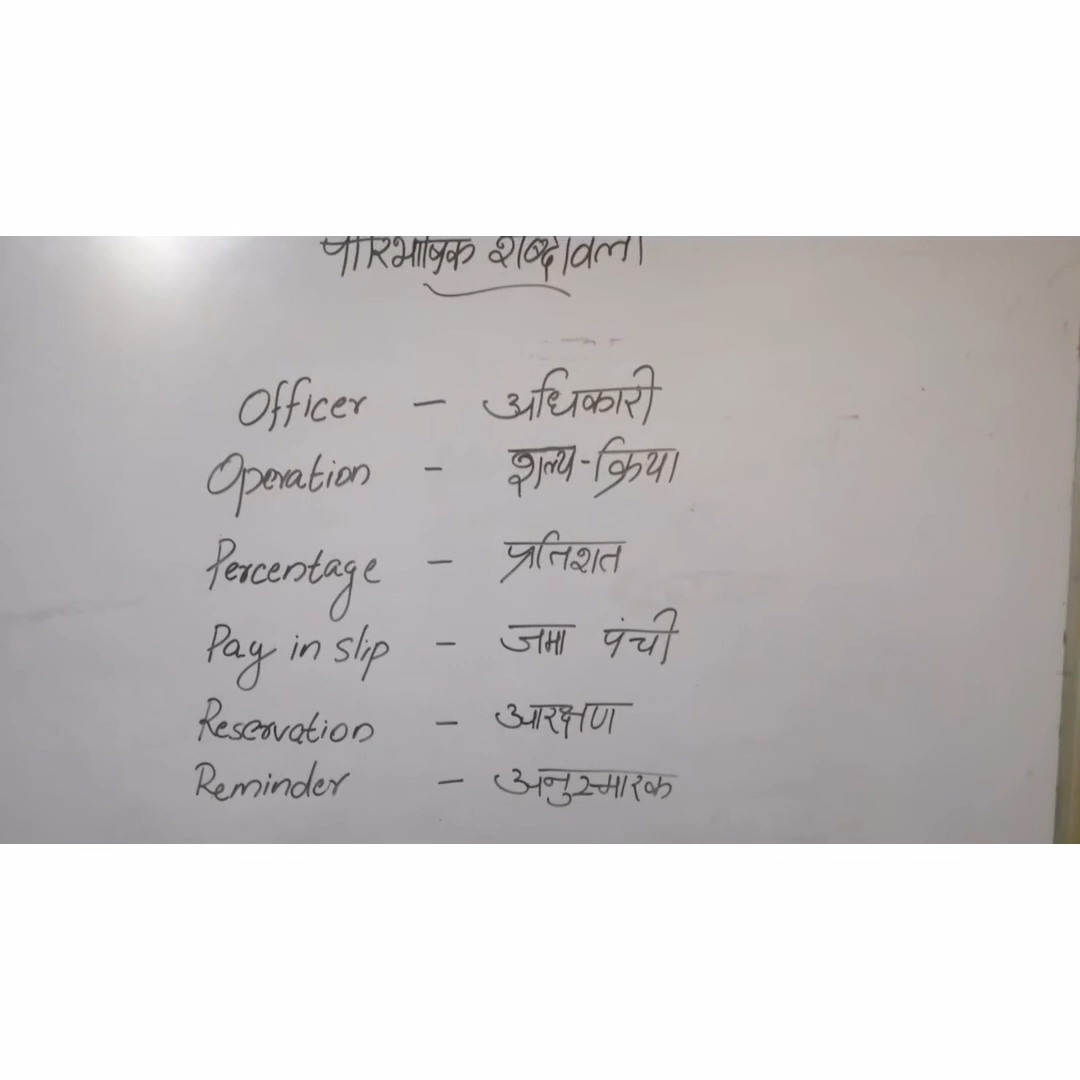 पारिभाषिक शब्दावली
Officer - अधिकारी
Operation - शल्य-क्रिया
Percentage - प्रतिशत
Pay in slip - जमा पंची
Reservation - आरक्षण
Reminder - अनुस्मारक